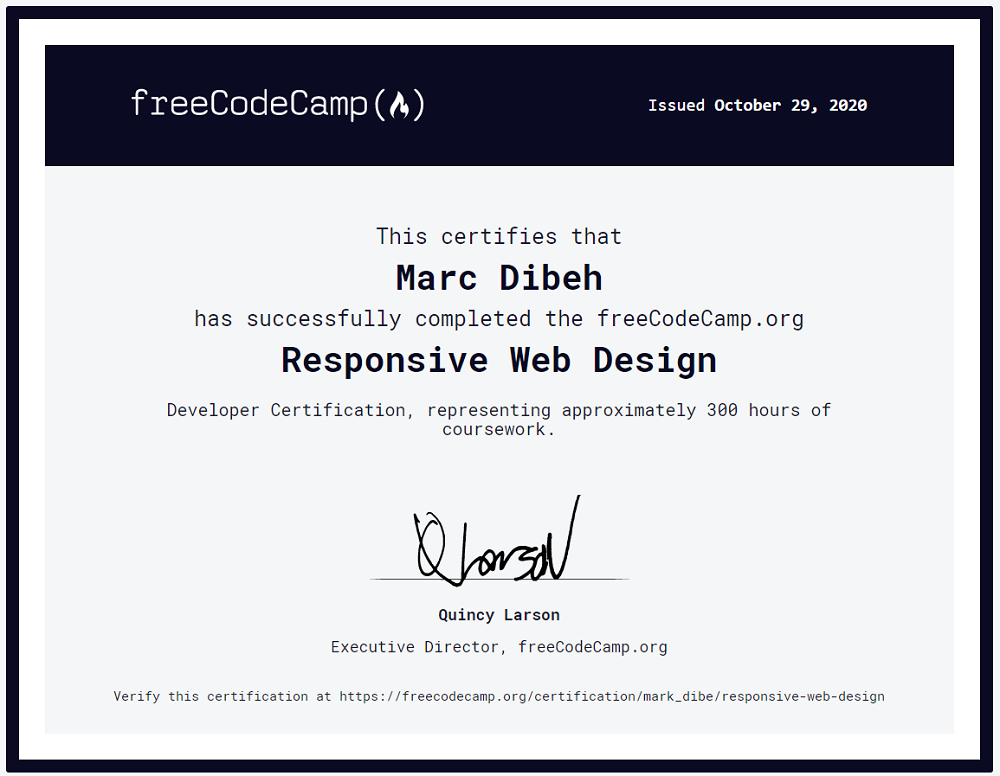 freeCodeCamp(🔥)
Issued October 29, 2020
This certifies that
Marc Dibeh
has successfully completed the freeCodeCamp.org
Responsive Web Design
Developer Certification, representing approximately 300 hours of
coursework.
Q Larson
Quincy Larson
Executive Director, freeCodeCamp.org
Verify this certification at https://freecodecamp.org/certification/mark_dibe/responsive-web-design